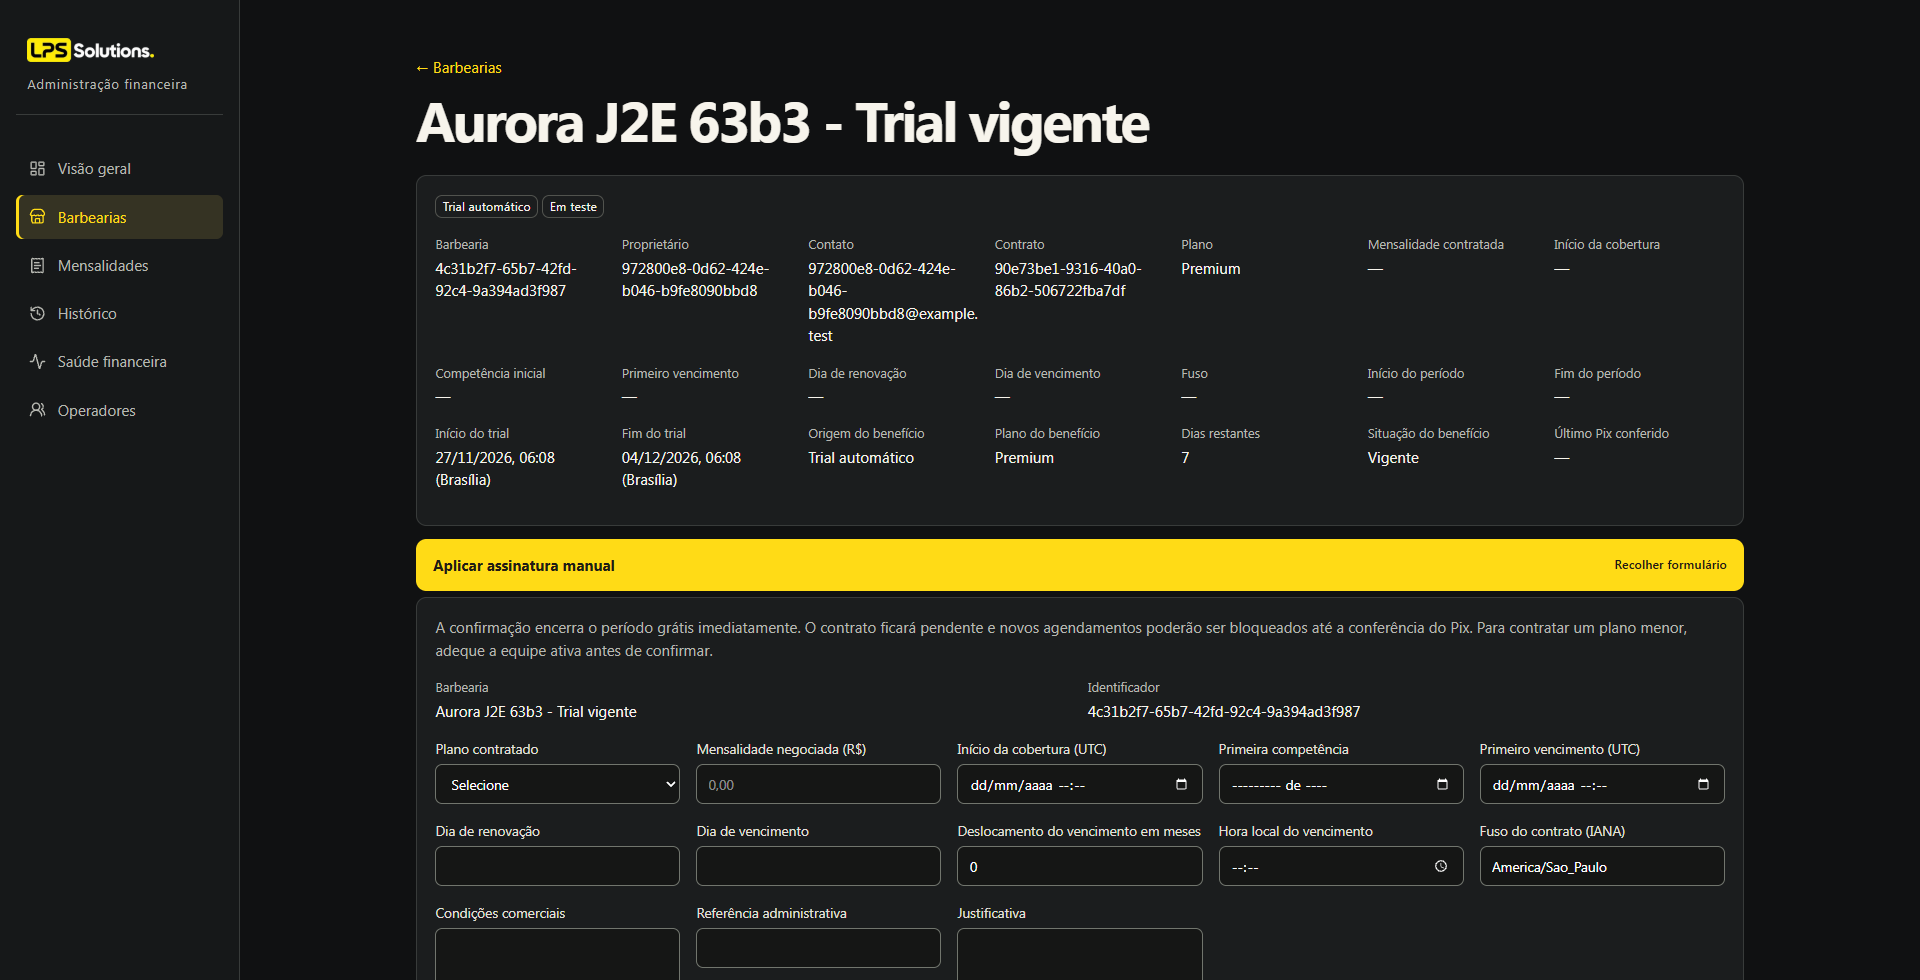 LPS Solutions.
Administração financeira
Visão geral
Barbearias
Mensalidades
Histórico
Saúde financeira
Operadores
← Barbearias
Aurora J2E 63b3 - Trial vigente
Trial automático Em teste
Barbearia
4c31b2f7-65b7-42fd-
92c4-9a394ad3f987
Proprietário
972800e8-0d62-424e-
b046-b9fe8090bbd8
Contato
972800e8-0d62-424e-
b046-
b9fe8090bbd8@example.
test
Contrato
90e73be1-9316-40a0-
86b2-506722fba7df
Plano
Premium
Mensalidade contratada
—
Início da cobertura
—
Competência inicial
—
Primeiro vencimento
—
Dia de renovação
—
Dia de vencimento
—
Fuso
—
Início do período
—
Fim do período
—
Início do trial
27/11/2026, 06:08
(Brasília)
Fim do trial
04/12/2026, 06:08
(Brasília)
Origem do benefício
Trial automático
Plano do benefício
Premium
Dias restantes
7
Situação do benefício
Vigente
Último Pix conferido
—
Aplicar assinatura manual
Recolher formulário
A confirmação encerra o período grátis imediatamente. O contrato ficará pendente e novos agendamentos poderão ser bloqueados até a conferência do Pix. Para contratar um plano menor,
adeque a equipe ativa antes de confirmar.
Barbearia
Aurora J2E 63b3 - Trial vigente
Identificador
4c31b2f7-65b7-42fd-92c4-9a394ad3f987
Plano contratado
Selecione
Mensalidade negociada (R$)
0,00
Início da cobertura (UTC)
dd/mm/aaaa --:--
Primeira competência
--------- de ----
Primeiro vencimento (UTC)
dd/mm/aaaa --:--
Dia de renovação
Dia de vencimento
Deslocamento do vencimento em meses
0
Hora local do vencimento
--:--
Fuso do contrato (IANA)
America/Sao_Paulo
Condições comerciais
Referência administrativa
Justificativa